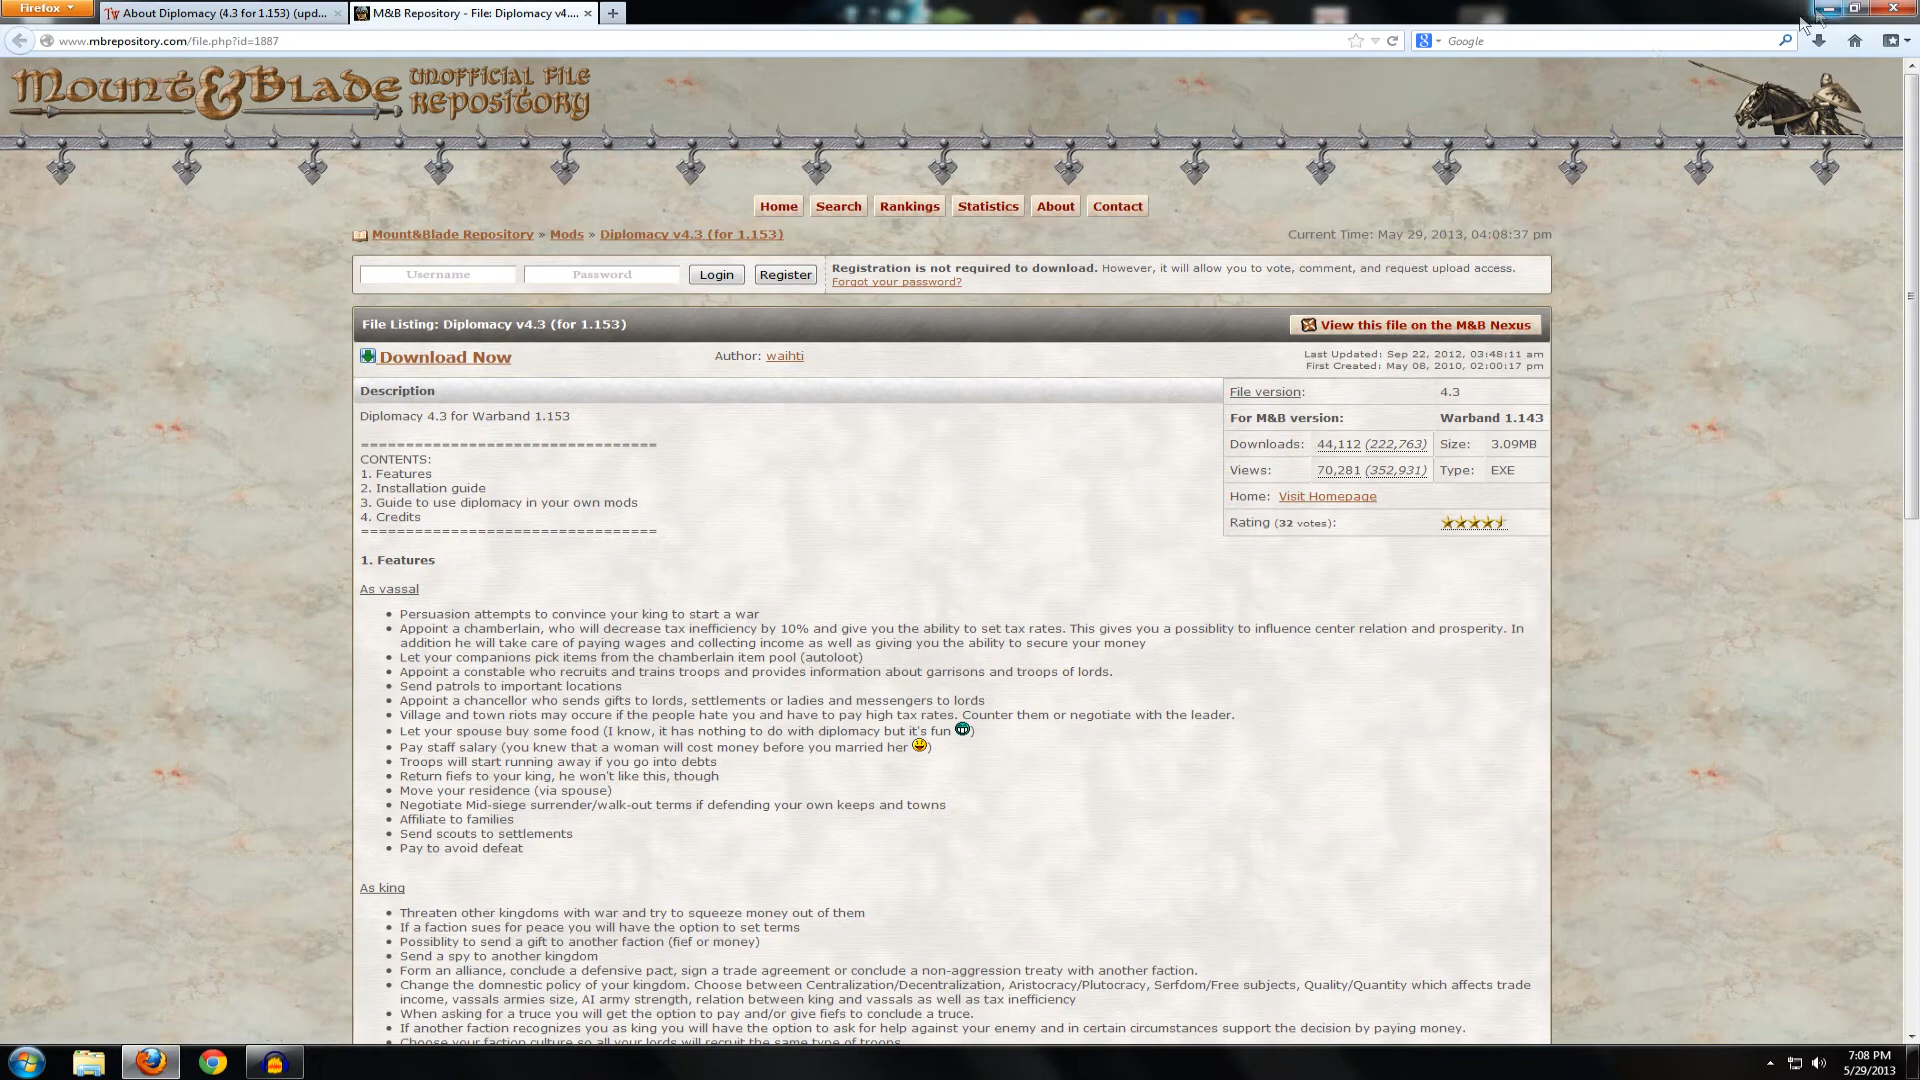 Firefox
About Diplomacy (4.3 for 1.153) (upd...
M&B Repository - File: Diplomacy v4....
www.mbrepository.com/file.php?id=1887
Google
Mount&Blade Unofficial File Repository
Home Search Rankings Statistics About Contact
Mount&Blade Repository » Mods » Diplomacy v4.3 (for 1.153)
Current Time: May 29, 2013, 04:08:37 pm
Username Password Login Register
Registration is not required to download. However, it will allow you to vote, comment, and request upload access.
Forgot your password?
File Listing: Diplomacy v4.3 (for 1.153)
View this file on the M&B Nexus
Download Now
Author: waihti
Last Updated: Sep 22, 2012, 03:48:11 am
First Created: May 08, 2010, 02:00:17 pm
Description
File version: 4.3
For M&B version: Warband 1.143
Downloads: 44,112 (222,763) Size: 3.09MB
Views: 70,281 (352,931) Type: EXE
Home: Visit Homepage
Rating (32 votes):
Diplomacy 4.3 for Warband 1.153
=================================
CONTENTS:
1. Features
2. Installation guide
3. Guide to use diplomacy in your own mods
4. Credits
=================================
1. Features
As vassal
Persuasion attempts to convince your king to start a war
Appoint a chamberlain, who will decrease tax inefficiency by 10% and give you the ability to set tax rates. This gives you a possiblity to influence center relation and prosperity. In
addition he will take care of paying wages and collecting income as well as giving you the ability to secure your money
Let your companions pick items from the chamberlain item pool (autoloot)
Appoint a constable who recruits and trains troops and provides information about garrisons and troops of lords.
Send patrols to important locations
Appoint a chancellor who sends gifts to lords, settlements or ladies and messengers to lords
Village and town riots may occure if the people hate you and have to pay high tax rates. Counter them or negotiate with the leader.
Let your spouse buy some food (I know, it has nothing to do with diplomacy but it's fun )
Pay staff salary (you knew that a woman will cost money before you married her )
Troops will start running away if you go into debts
Return fiefs to your king, he won't like this, though
Move your residence (via spouse)
Negotiate Mid-siege surrender/walk-out terms if defending your own keeps and towns
Affiliate to families
Send scouts to settlements
Pay to avoid defeat
As king
Threaten other kingdoms with war and try to squeeze money out of them
If a faction sues for peace you will have the option to set terms
Possiblity to send a gift to another faction (fief or money)
Send a spy to another kingdom
Form an alliance, conclude a defensive pact, sign a trade agreement or conclude a non-aggression treaty with another faction.
Change the domnestic policy of your kingdom. Choose between Centralization/Decentralization, Aristocracy/Plutocracy, Serfdom/Free subjects, Quality/Quantity which affects trade
income, vassals armies size, AI army strength, relation between king and vassals as well as tax inefficiency
When asking for a truce you will get the option to pay and/or give fiefs to conclude a truce.
If another faction recognizes you as king you will have the option to ask for help against your enemy and in certain circumstances support the decision by paying money.
Choose your faction culture so all your lords will recruit the same type of troops
7:08 PM
5/29/2013